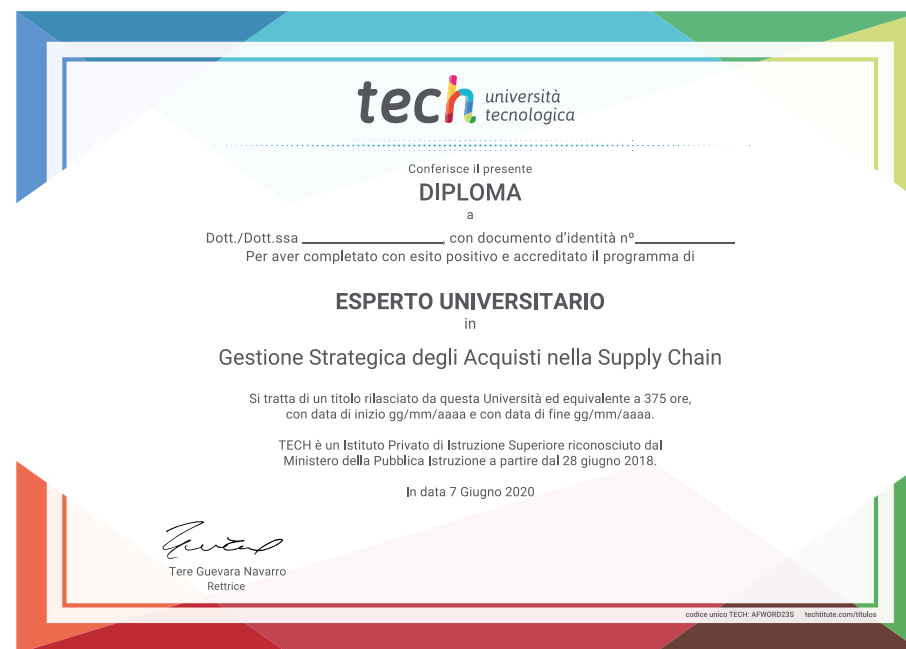 tech università
tecnologica
Conferisce il presente
DIPLOMA
a
Dott./Dott.ssa ________________, con documento d'identità nº____________
Per aver completato con esito positivo e accreditato il programma di
ESPERTO UNIVERSITARIO
in
Gestione Strategica degli Acquisti nella Supply Chain
Si tratta di un titolo rilasciato da questa Università ed equivalente a 375 ore,
con data di inizio gg/mm/aaaa e con data di fine gg/mm/aaaa.
TECH è un Istituto Privato di Istruzione Superiore riconosciuto dal
Ministero della Pubblica Istruzione a partire dal 28 giugno 2018.
In data 7 Giugno 2020
Tere Guevara Navarro
Rettrice
codice unico TECH: AFWORD23S techtitute.com/titulos